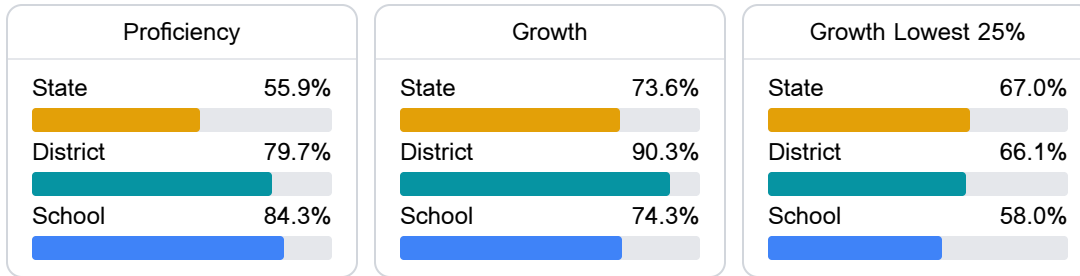 Proficiency
State 55.9%
District 79.7%
School 84.3%
Growth
State 73.6%
District 90.3%
School 74.3%
Growth Lowest 25%
State 67.0%
District 66.1%
School 58.0%